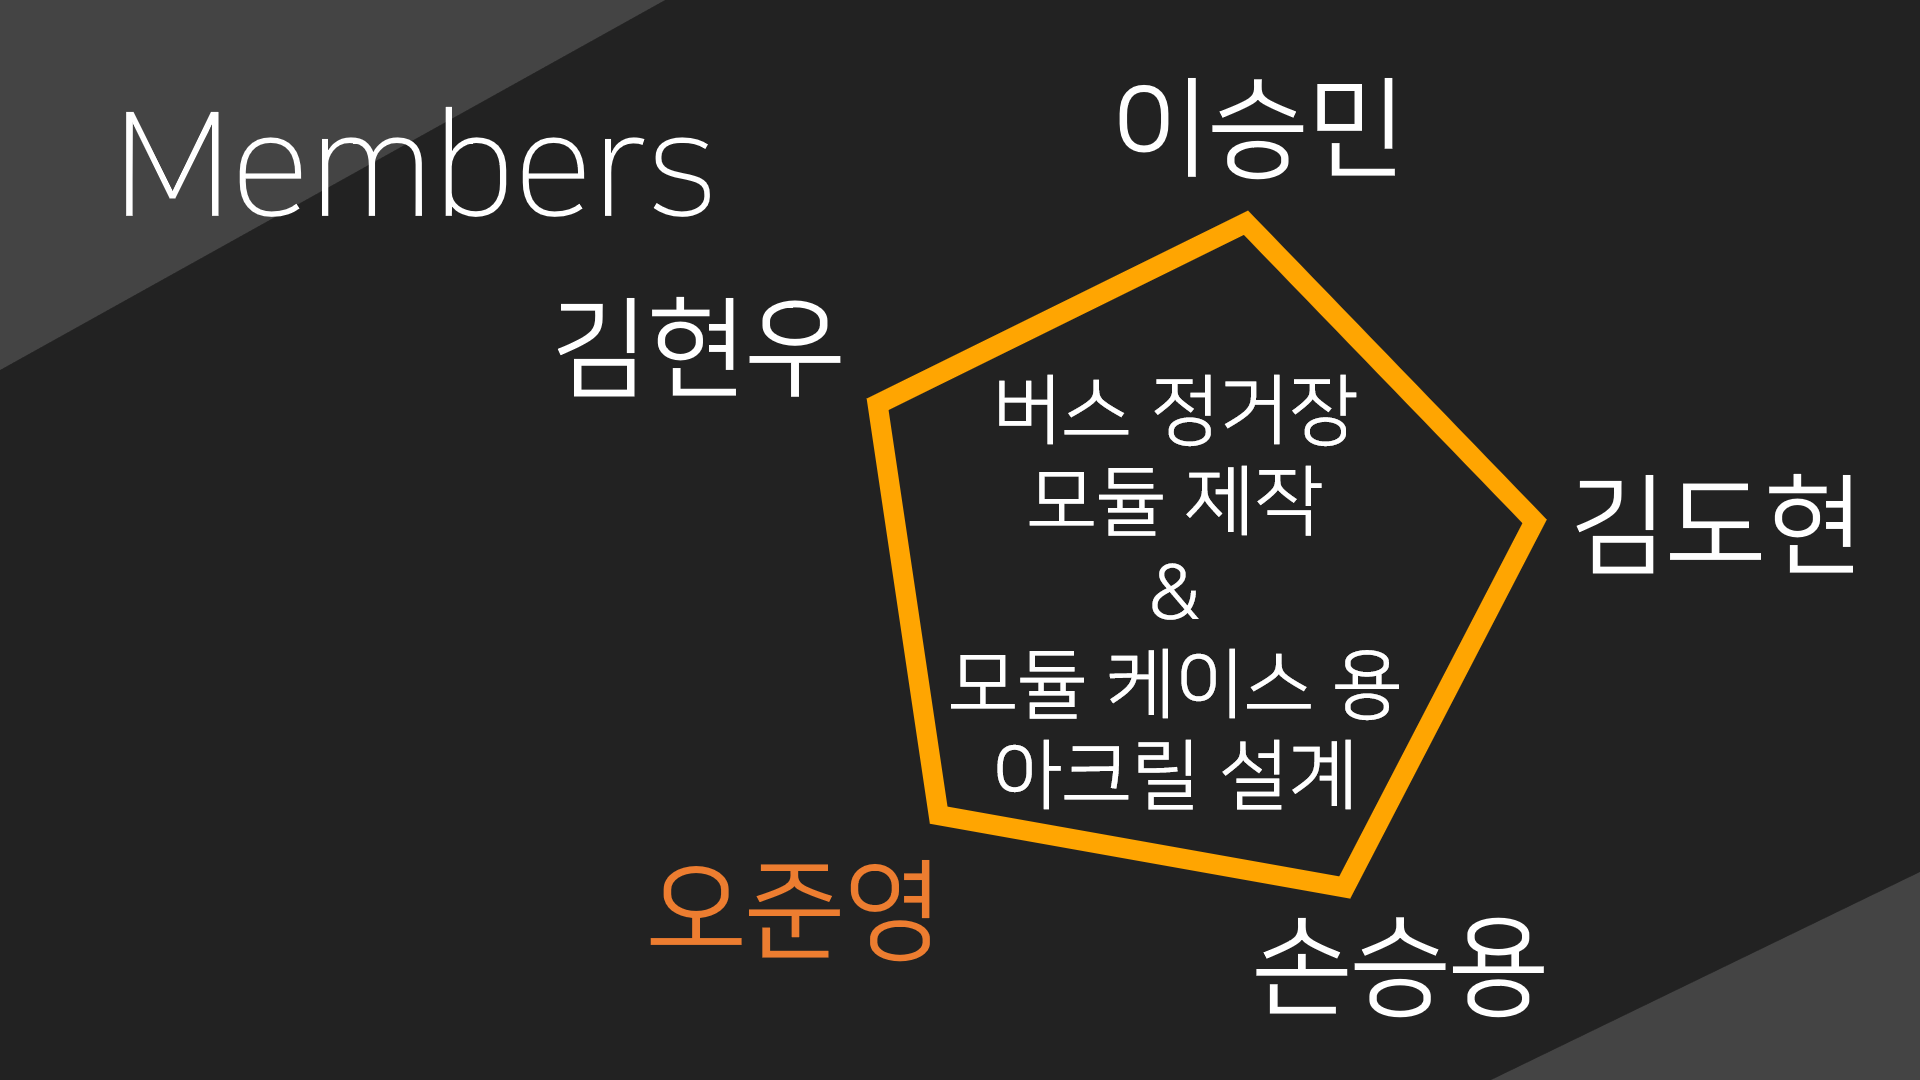 Members
이승민
김현우
버스 정거장
모듈 제작
&
모듈 케이스 용
아크릴 설계
김도현
오준영
손승용